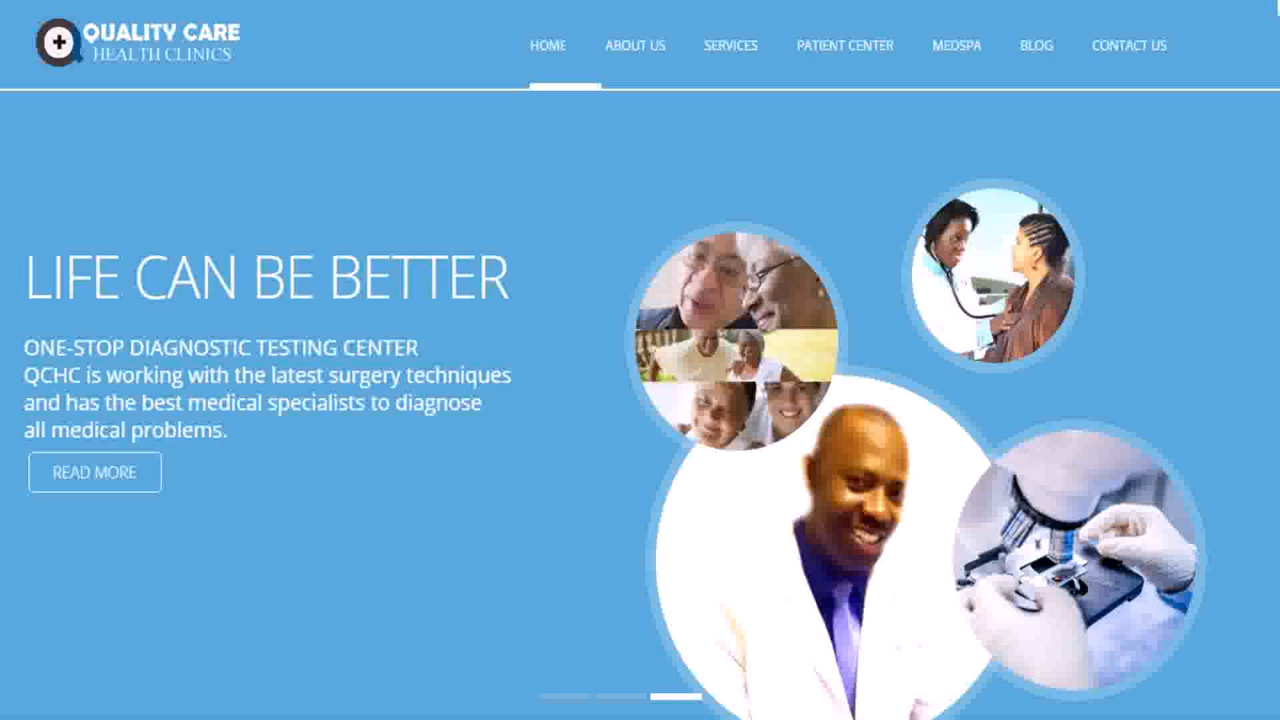 QUALITY CARE
HEALTH CLINICS
HOME ABOUT US SERVICES PATIENT CENTER MEDSPA BLOG CONTACT US
LIFE CAN BE BETTER
ONE-STOP DIAGNOSTIC TESTING CENTER
QCHC is working with the latest surgery techniques
and has the best medical specialists to diagnose
all medical problems.
READ MORE